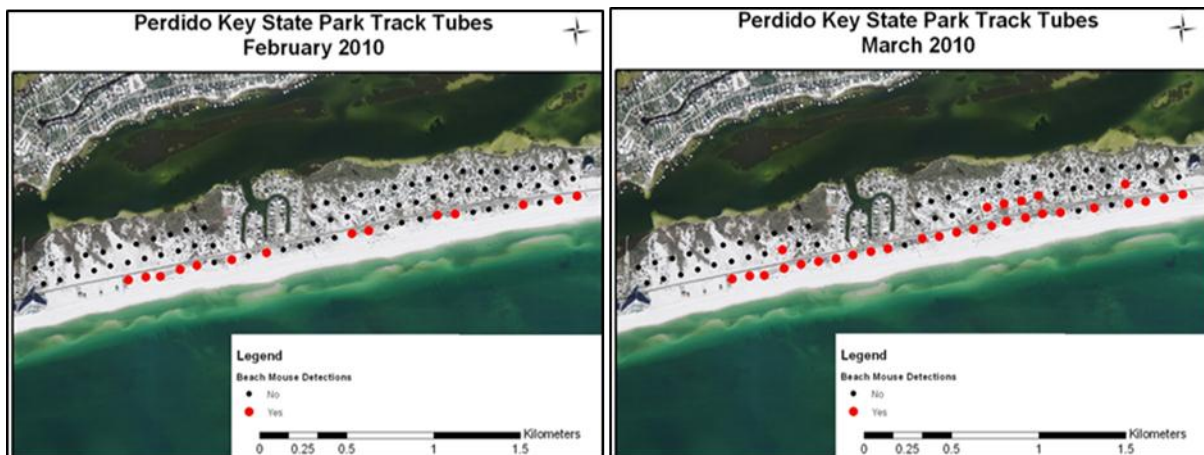 Perdido Key State Park Track Tubes
February 2010
Legend
Beach Mouse Detections
No
Yes
Kilometers
0 0.25 0.5 1 1.5
Perdido Key State Park Track Tubes
March 2010
Legend
Beach Mouse Detections
No
Yes
Kilometers
0 0.25 0.5 1 1.5